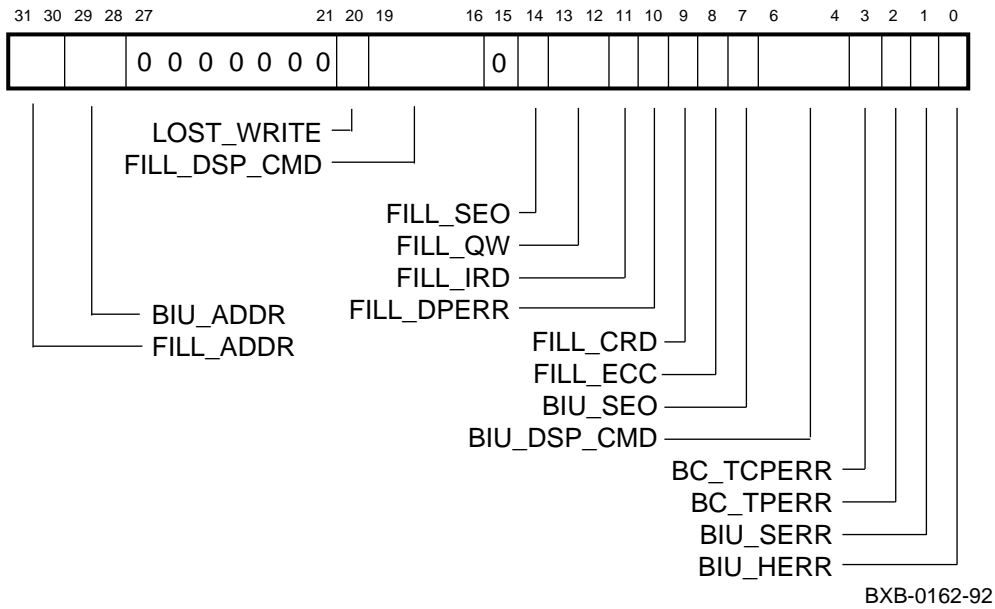 31 30 29 28 27 21 20 19 16 15 14 13 12 11 10 9 8 7 6 4 3 2 1 0
0 0 0 0 0 0 0 0
LOST_WRITE
FILL_DSP_CMD
FILL_SEO
FILL_QW
FILL_IRD
FILL_DPERR
BIU_ADDR
FILL_ADDR
FILL_CRD
FILL_ECC
BIU_SEO
BIU_DSP_CMD
BC_TCPERR
BC_TPERR
BIU_SERR
BIU_HERR
BXB-0162-92